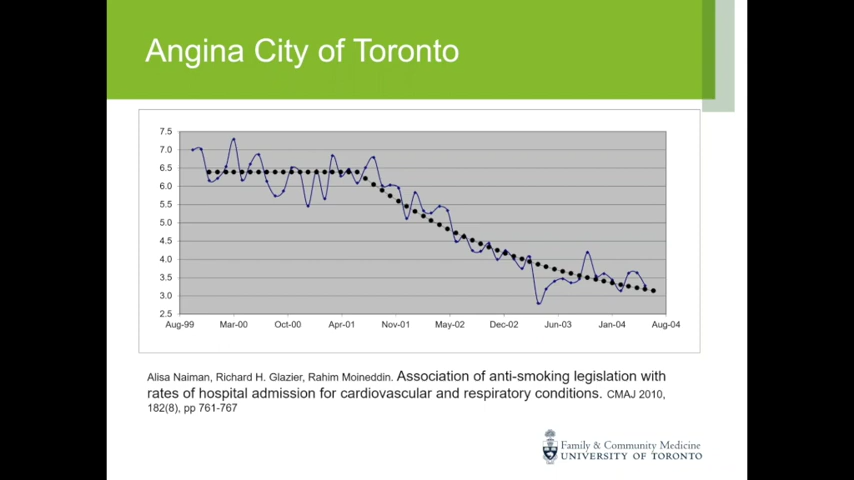 Angina City of Toronto
7.5
7.0
6.5
6.0
5.5
5.0
4.5
4.0
3.5
3.0
2.5
Aug-99 Mar-00 Oct-00 Apr-01 Nov-01 May-02 Dec-02 Jun-03 Jan-04 Aug-04
Alisa Naiman, Richard H. Glazier, Rahim Moineddin. Association of anti-smoking legislation with
rates of hospital admission for cardiovascular and respiratory conditions. CMAJ 2010,
182(8), pp 761-767
Family & Community Medicine
UNIVERSITY OF TORONTO